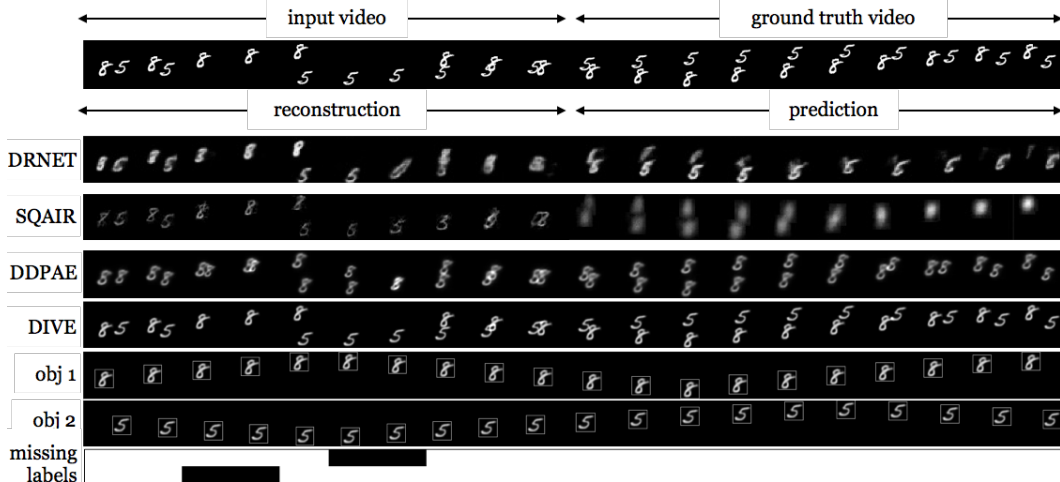 input video ground truth video
reconstruction prediction
DRNET
SQAIR
DDPAE
DIVE
obj 1
obj 2
missing
labels